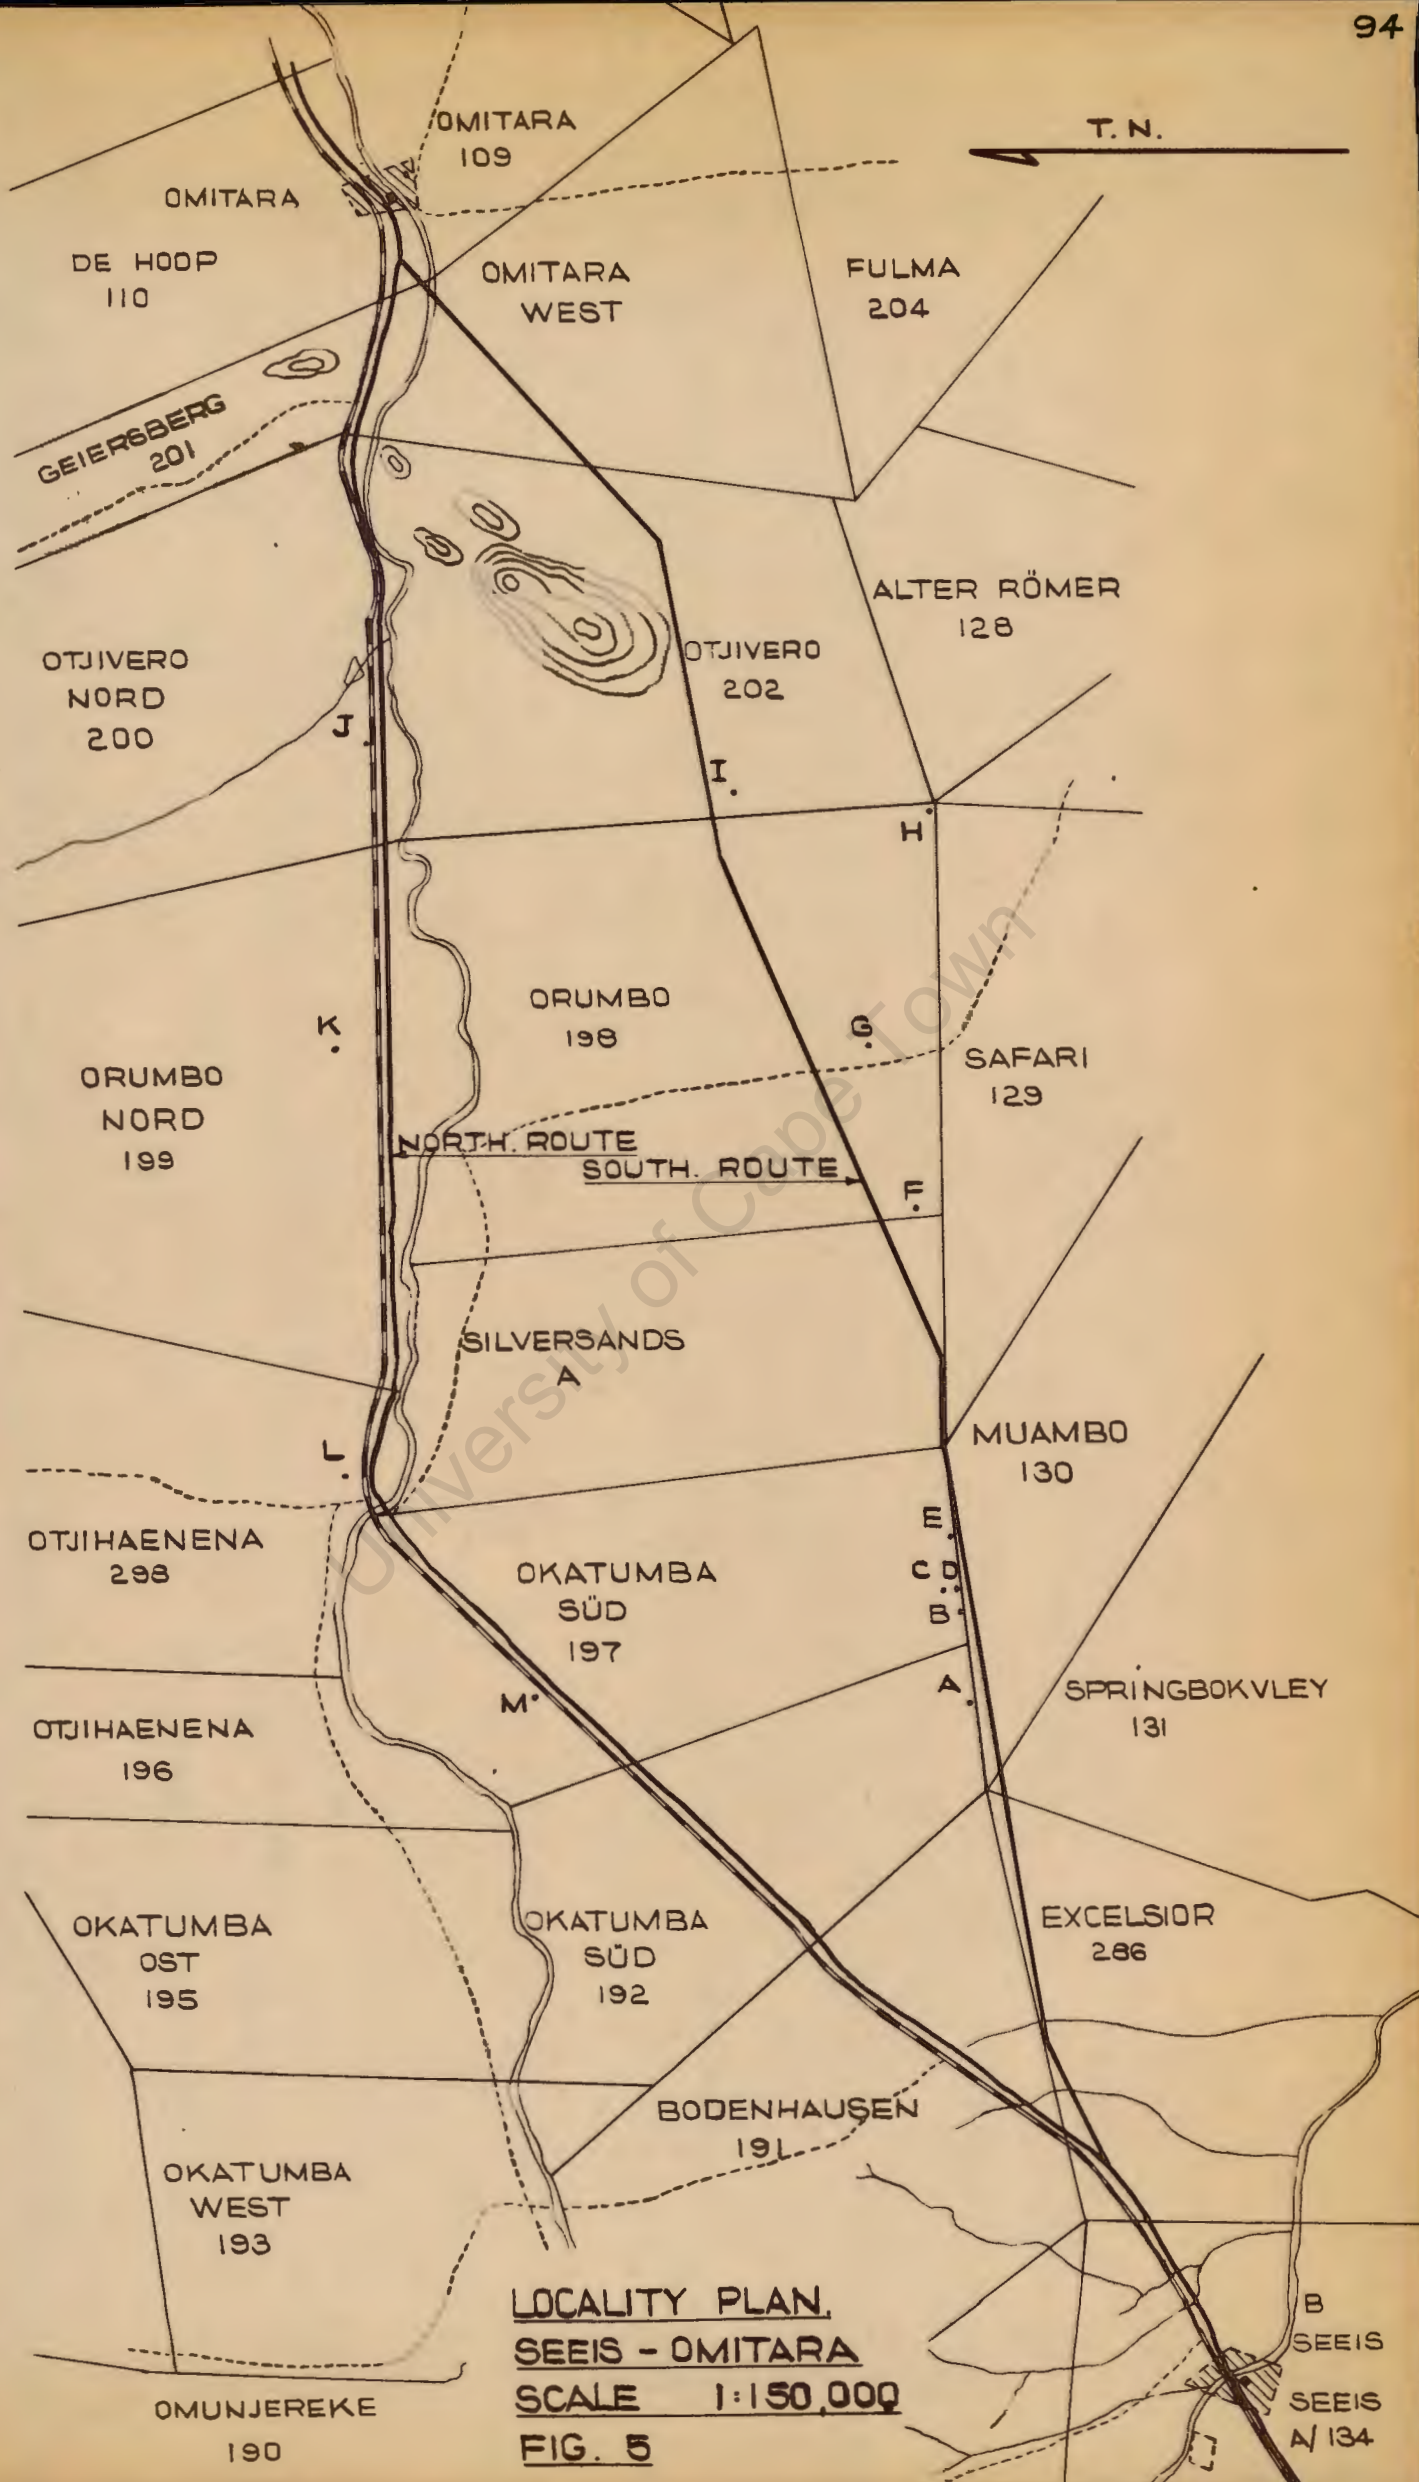 94
T. N.
OMITARA
109
OMITARA
DE HOOP
110
OMITARA
WEST
FULMA
204
GEIERSBERG
201
ALTER RÖMER
128
OTJIVERO
NORD
200
OTJIVERO
202
J
I
H
ORUMBO
198
K
G
SAFARI
129
ORUMBO
NORD
199
NORTH. ROUTE
SOUTH. ROUTE
F
SILVERSANDS
A
L
MUAMBO
130
OTJIHAENENA
298
E
C D
B
OKATUMBA
SÜD
197
A
M
SPRINGBOKVLEY
131
OTJIHAENENA
196
OKATUMBA
OST
195
OKATUMBA
SÜD
192
EXCELSIOR
286
BODENHAUSEN
191
OKATUMBA
WEST
193
LOCALITY PLAN.
SEEIS - OMITARA
SCALE 1:150,000
FIG. 5
B
SEEIS
SEEIS
A/ 134
OMUNJEREKE
190
University of Cape Town